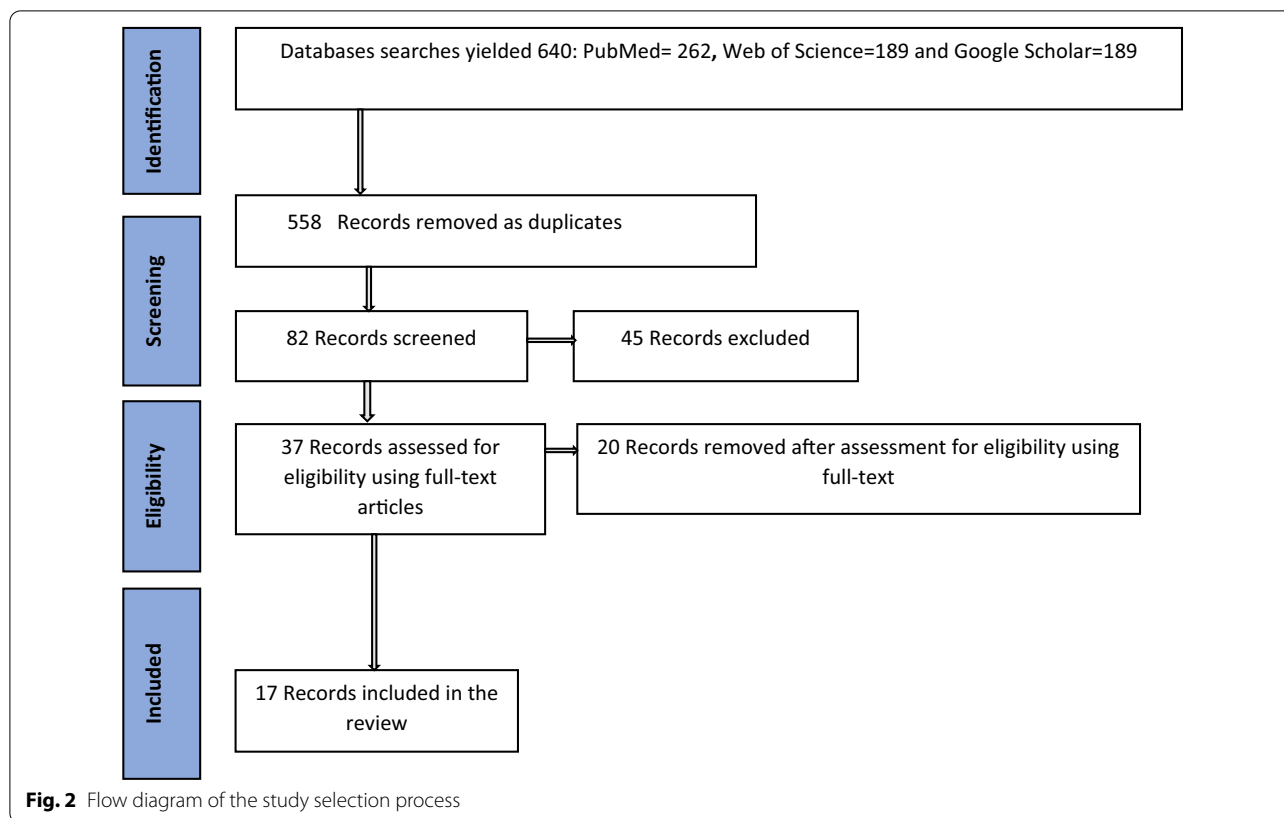 Identification
Databases searches yielded 640: PubMed= 262, Web of Science=189 and Google Scholar=189
Screening
558 Records removed as duplicates
82 Records screened
45 Records excluded
Eligibility
37 Records assessed for
eligibility using full-text
articles
20 Records removed after assessment for eligibility using
full-text
Included
17 Records included in the
review
Fig. 2 Flow diagram of the study selection process